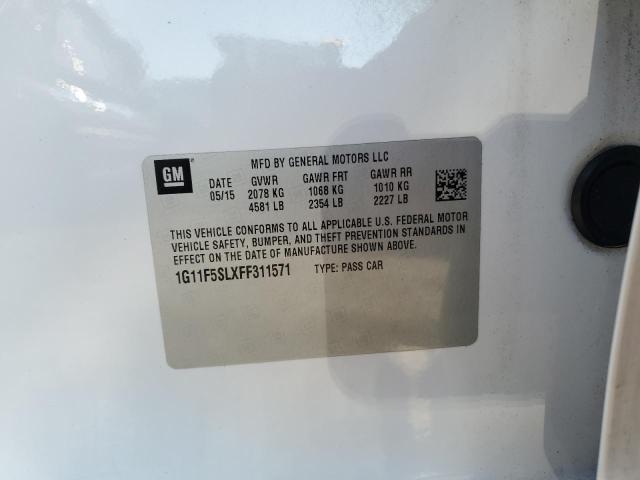 GM
MFD BY GENERAL MOTORS LLC
DATE GVWR GAWR FRT GAWR RR
05/15 2078 KG 1068 KG 1010 KG
4581 LB 2354 LB 2227 LB
THIS VEHICLE CONFORMS TO ALL APPLICABLE U.S. FEDERAL MOTOR
VEHICLE SAFETY, BUMPER, AND THEFT PREVENTION STANDARDS IN
EFFECT ON THE DATE OF MANUFACTURE SHOWN ABOVE.
1G11F5SLXFF311571 TYPE: PASS CAR